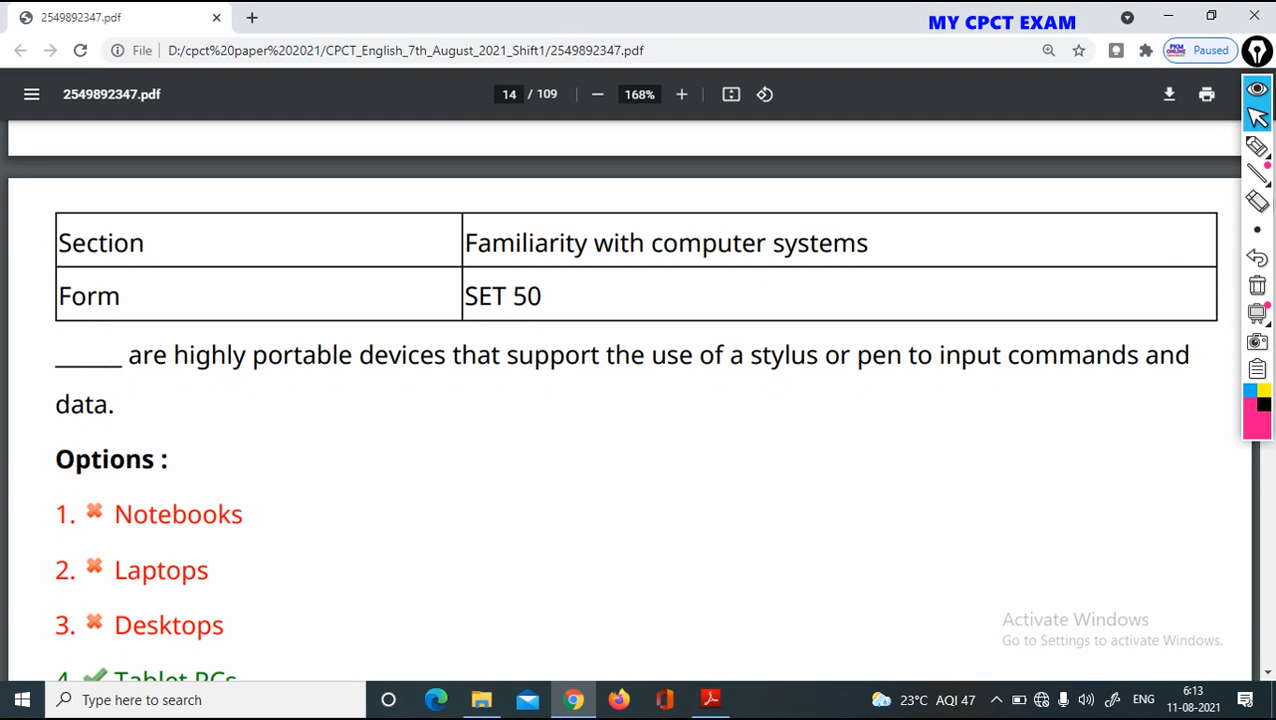 2549892347.pdf
MY CPCT EXAM
File D:/cpct%20paper%202021/CPCT_English_7th_August_2021_Shift1/2549892347.pdf
Paused
2549892347.pdf
14 / 109
168%
Section Familiarity with computer systems
Form SET 50
______ are highly portable devices that support the use of a stylus or pen to input commands and
data.
Options :
1. Notebooks
2. Laptops
3. Desktops
4. Tablet PCs
Activate Windows
Go to Settings to activate Windows.
Type here to search
23°C AQI 47
ENG
6:13
11-08-2021